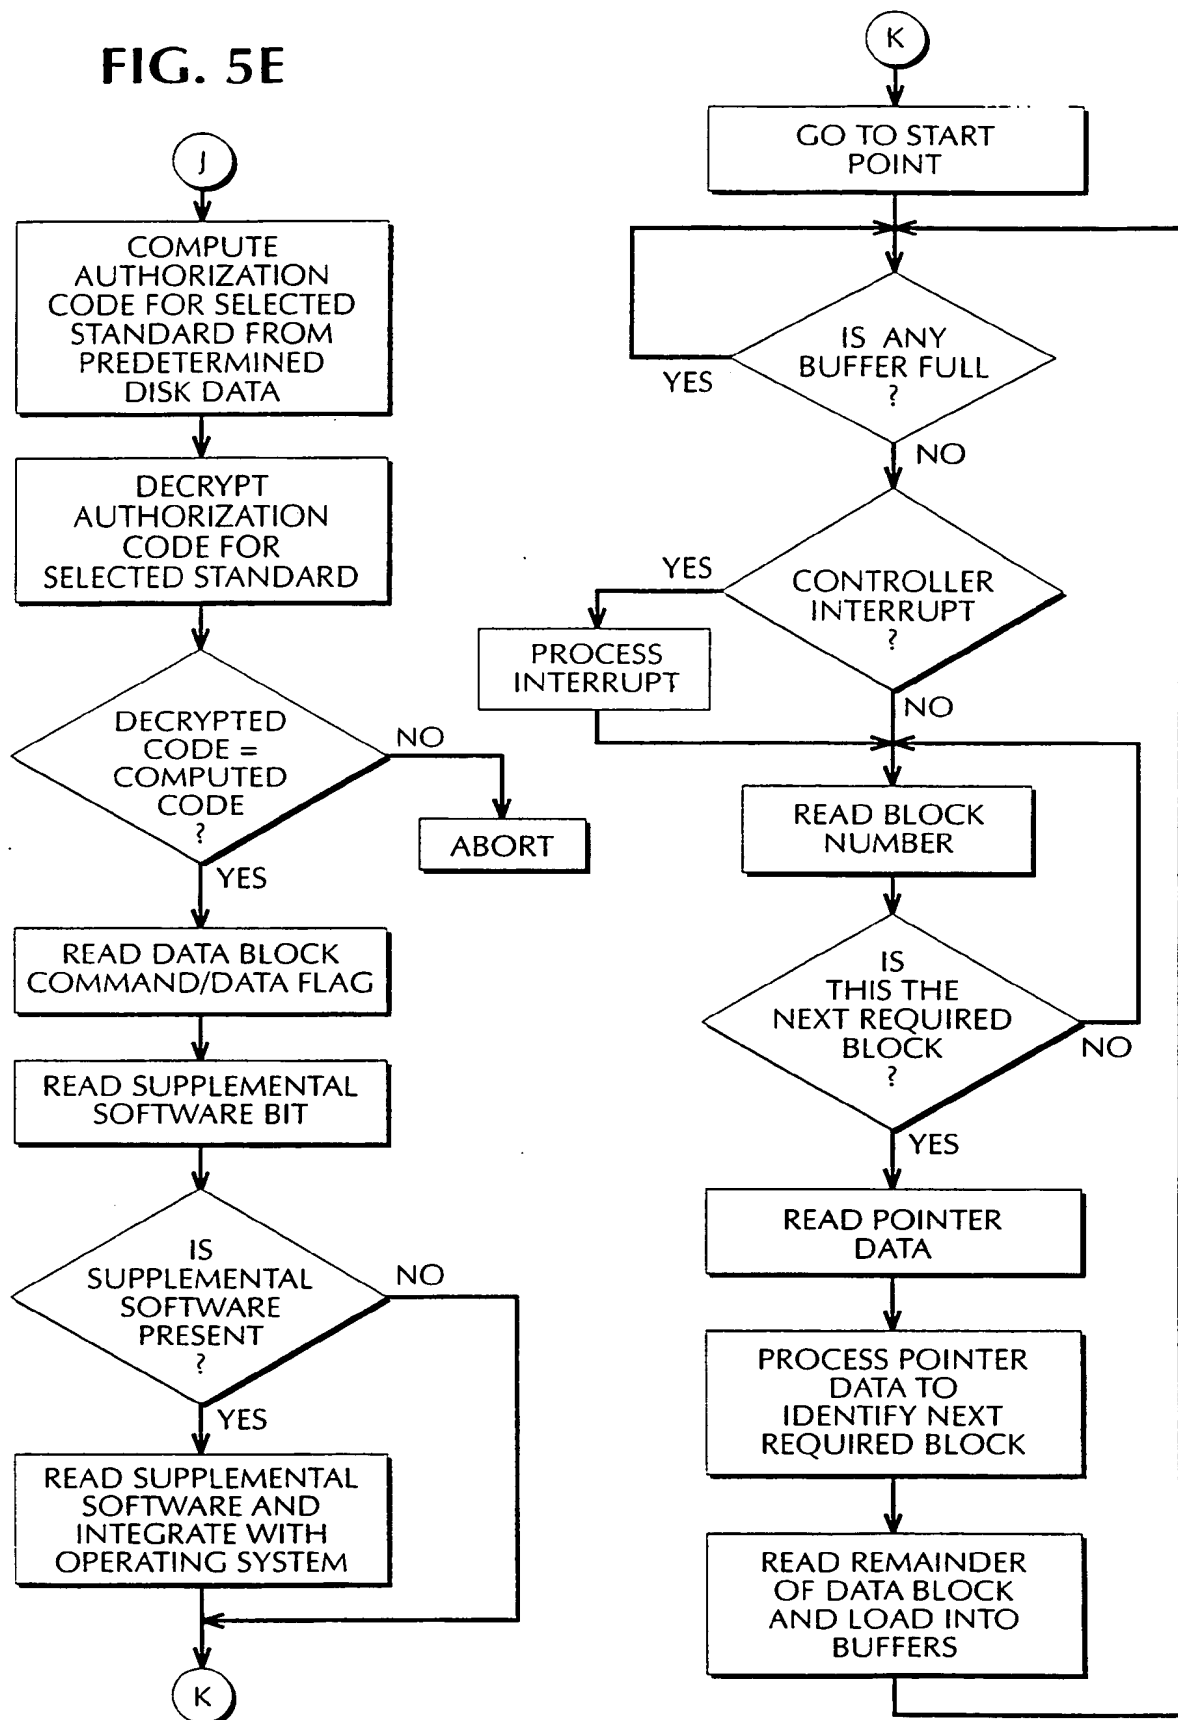 FIG. 5E
J
COMPUTE
AUTHORIZATION
CODE FOR SELECTED
STANDARD FROM
PREDETERMINED
DISK DATA
DECRYPT
AUTHORIZATION
CODE FOR
SELECTED STANDARD
DECRYPTED
CODE =
COMPUTED
CODE
?
NO
ABORT
YES
READ DATA BLOCK
COMMAND/DATA FLAG
READ SUPPLEMENTAL
SOFTWARE BIT
IS
SUPPLEMENTAL
SOFTWARE
PRESENT
?
NO
YES
READ SUPPLEMENTAL
SOFTWARE AND
INTEGRATE WITH
OPERATING SYSTEM
K
K
GO TO START
POINT
IS ANY
BUFFER FULL
?
YES
NO
CONTROLLER
INTERRUPT
?
YES
PROCESS
INTERRUPT
NO
READ BLOCK
NUMBER
IS
THIS THE
NEXT REQUIRED
BLOCK
?
NO
YES
READ POINTER
DATA
PROCESS POINTER
DATA TO
IDENTIFY NEXT
REQUIRED BLOCK
READ REMAINDER
OF DATA BLOCK
AND LOAD INTO
BUFFERS